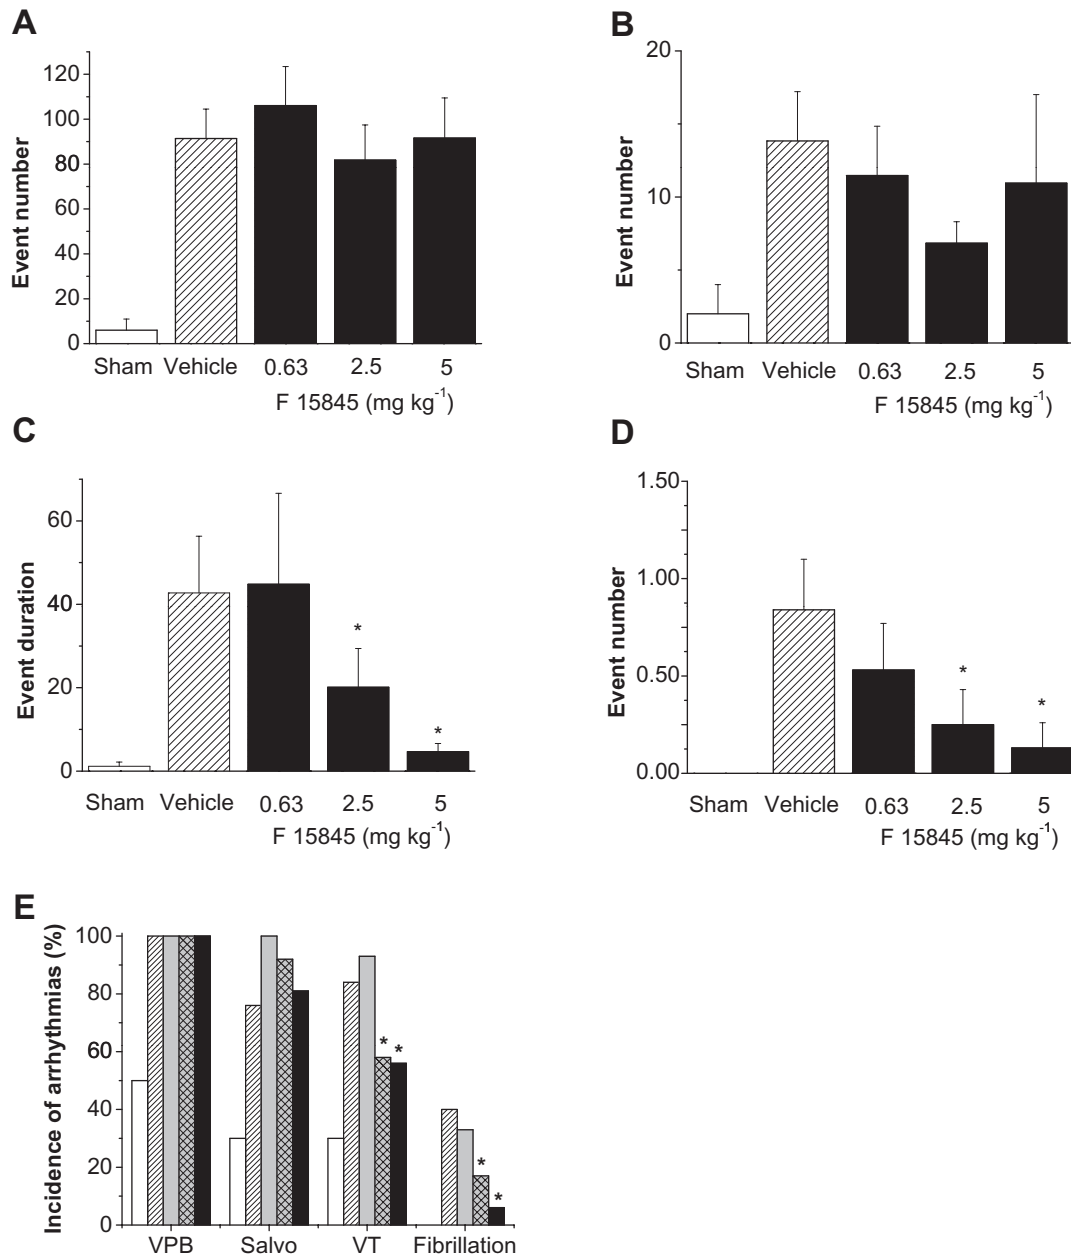 A
Event number
120
100
80
60
40
20
0
Sham Vehicle 0.63 2.5 5
F 15845 (mg kg-1)
B
Event number
20
10
0
Sham Vehicle 0.63 2.5 5
F 15845 (mg kg-1)
C
Event duration
60
40
20
0
*
*
Sham Vehicle 0.63 2.5 5
F 15845 (mg kg-1)
D
Event number
1.50
1.00
0.50
0.00
*
*
Sham Vehicle 0.63 2.5 5
F 15845 (mg kg-1)
E
Incidence of arrhythmias (%)
100
80
60
40
20
0
* *
*
*
VPB Salvo VT Fibrillation